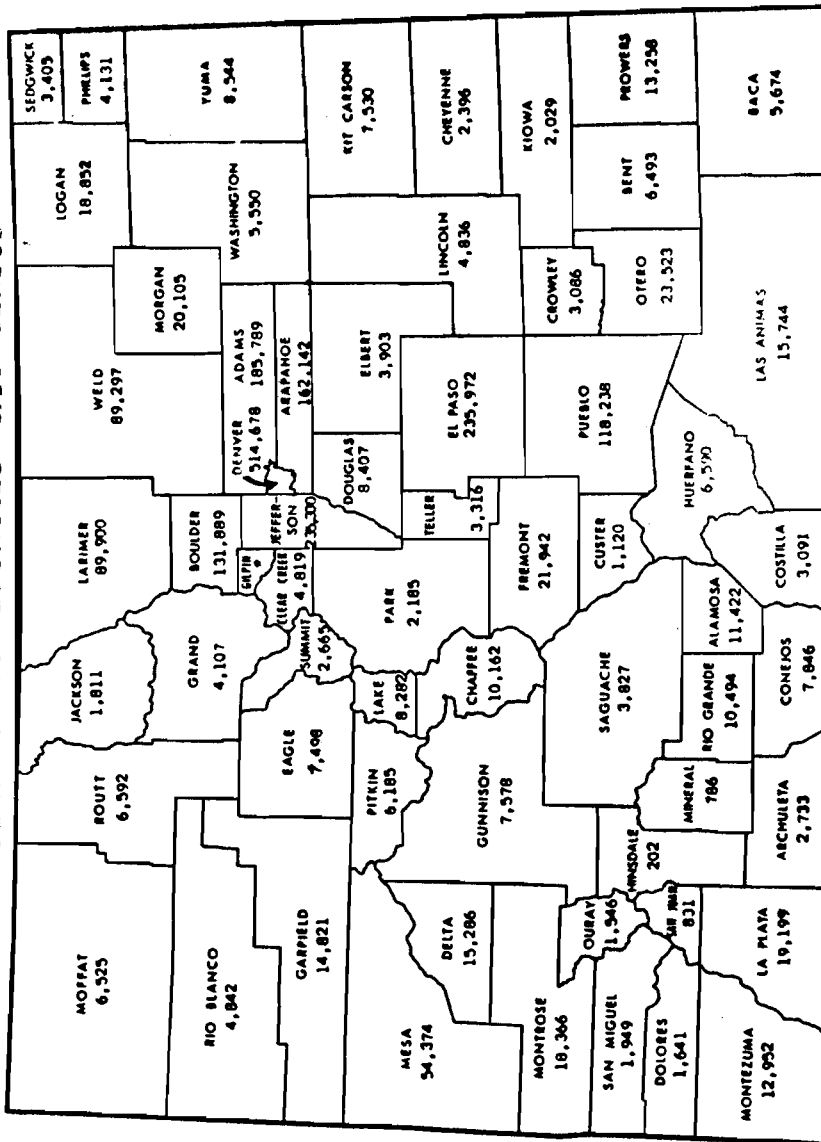 MOFFAT
6,525
ROUTT
6,592
JACKSON
1,811
LARIMER
89,900
WELD
89,297
LOGAN
18,852
SEDGWICK
3,405
PHILLIPS
4,131
MORGAN
20,105
WASHINGTON
5,550
YUMA
8,544
RIO BLANCO
4,842
GRAND
4,107
BOULDER
131,889
GILPIN
*
ADAMS
185,789
DENVER
514,678
ARAPAHOE
162,142
JEFFER-
SON
CLEAR CREEK
4,819
GARFIELD
14,821
EAGLE
7,498
SUMMIT
2,665
DOUGLAS
8,407
ELBERT
3,903
LINCOLN
4,836
KIT CARSON
7,530
MESA
54,374
PITKIN
6,185
LAKE
8,282
PARK
2,185
TELLER
3,316
EL PASO
235,972
CHEYENNE
2,396
DELTA
15,286
GUNNISON
7,578
CHAFFEE
10,162
FREMONT
21,942
PUEBLO
118,238
CROWLEY
3,086
KIOWA
2,029
MONTROSE
18,366
OURAY
1,546
HINSDALE
202
SAGUACHE
3,827
CUSTER
1,120
OTERO
23,523
BENT
6,493
PROWERS
13,258
SAN MIGUEL
1,949
SAN JUAN
831
DOLORES
1,641
MINERAL
786
RIO GRANDE
10,494
ALAMOSA
11,422
HUERFANO
6,590
LAS ANIMAS
15,744
BACA
5,674
MONTEZUMA
12,952
LA PLATA
19,199
ARCHULETA
2,733
CONEJOS
7,846
COSTILLA
3,091